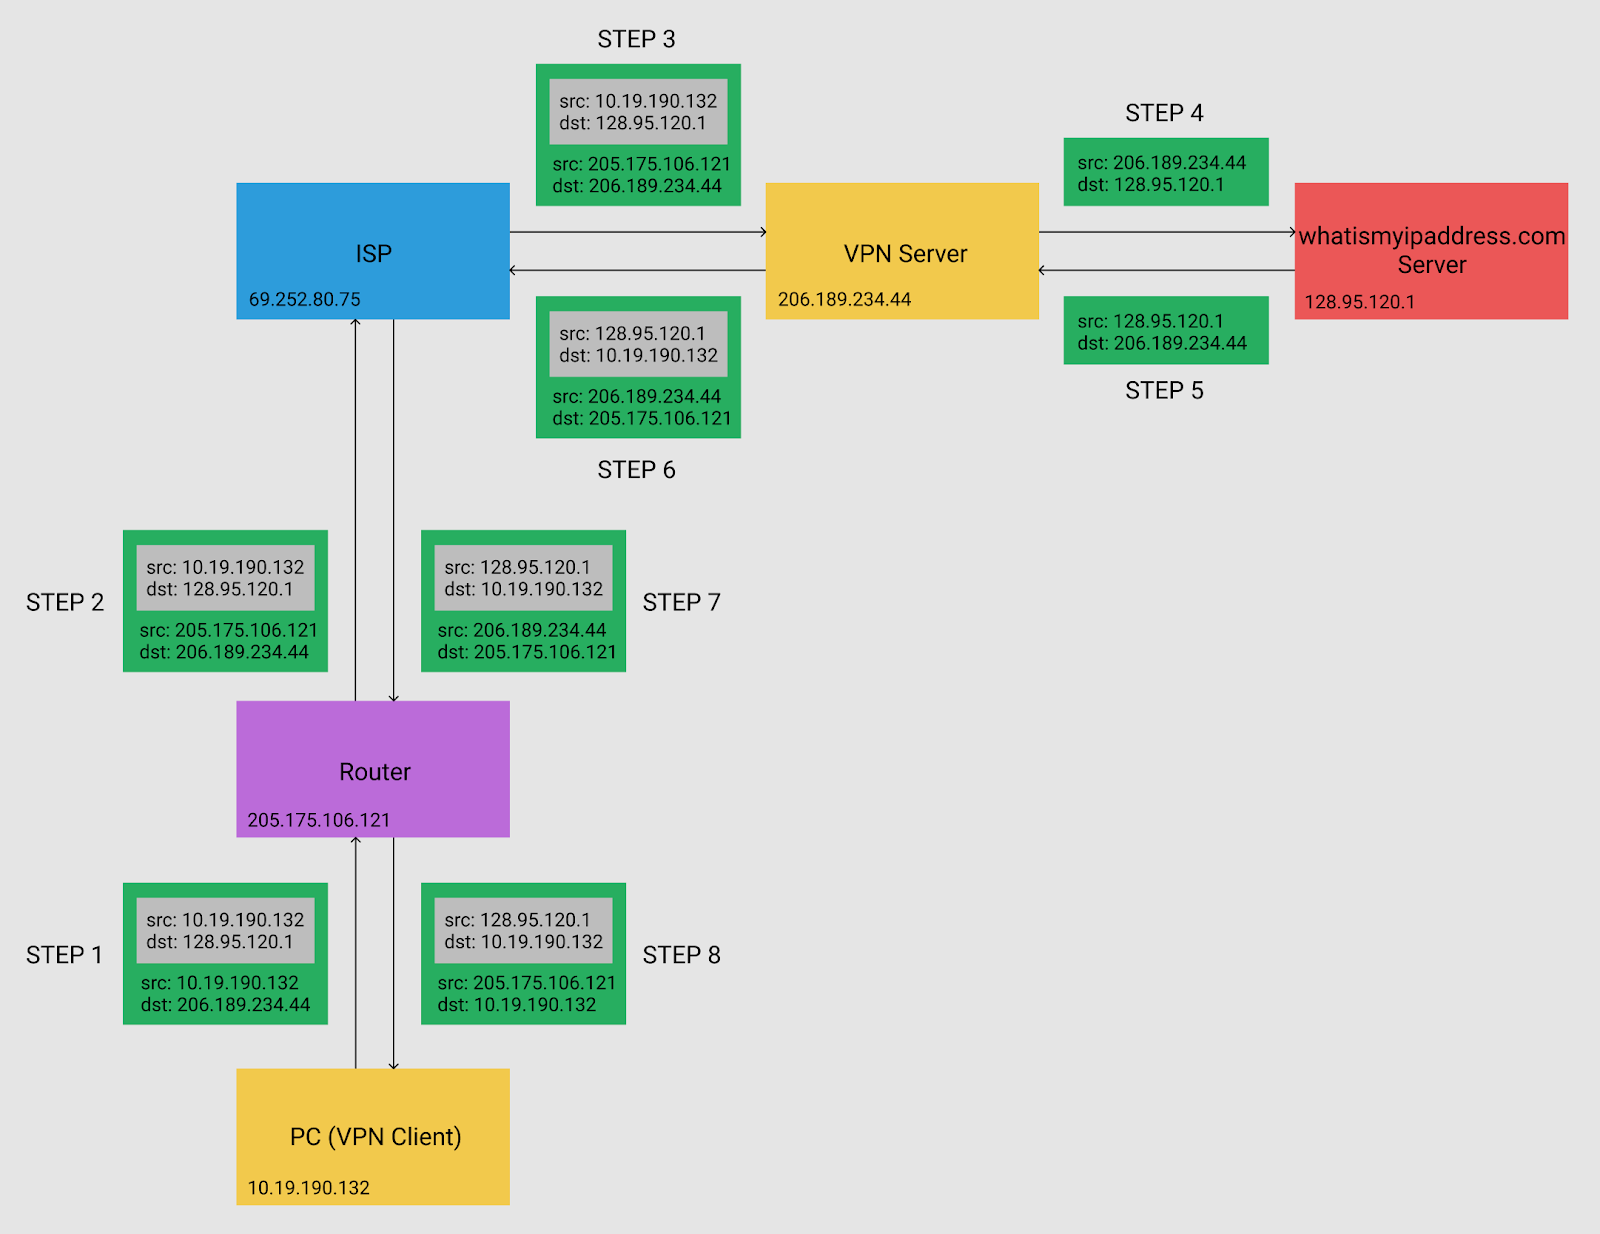 STEP 3
src: 10.19.190.132
dst: 128.95.120.1
src: 205.175.106.121
dst: 206.189.234.44
STEP 4
src: 206.189.234.44
dst: 128.95.120.1
ISP
69.252.80.75
VPN Server
206.189.234.44
whatismyipaddress.com
Server
128.95.120.1
src: 128.95.120.1
dst: 10.19.190.132
src: 206.189.234.44
dst: 205.175.106.121
STEP 6
src: 128.95.120.1
dst: 206.189.234.44
STEP 5
STEP 2
src: 10.19.190.132
dst: 128.95.120.1
src: 205.175.106.121
dst: 206.189.234.44
src: 128.95.120.1
dst: 10.19.190.132
src: 206.189.234.44
dst: 205.175.106.121
STEP 7
Router
205.175.106.121
STEP 1
src: 10.19.190.132
dst: 128.95.120.1
src: 10.19.190.132
dst: 206.189.234.44
src: 128.95.120.1
dst: 10.19.190.132
src: 205.175.106.121
dst: 10.19.190.132
STEP 8
PC (VPN Client)
10.19.190.132